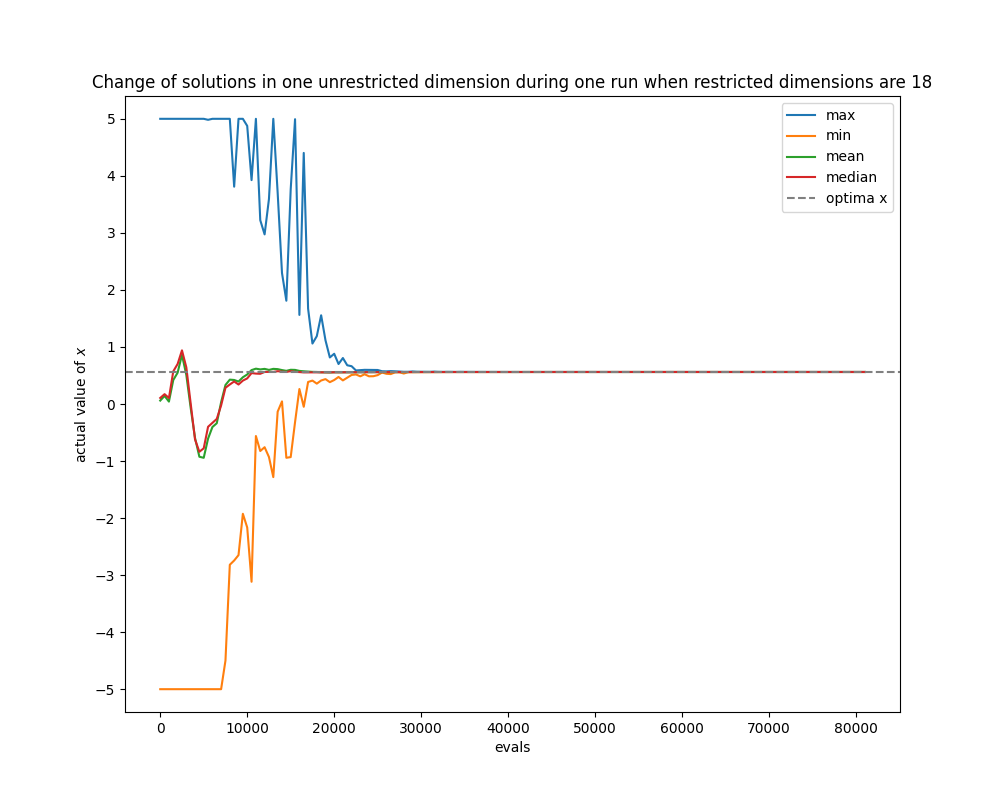 Change of solutions in one unrestricted dimension during one run when restricted dimensions are 18
max
min
mean
median
optima x
actual value of x
5
4
3
2
1
0
−1
−2
−3
−4
−5
0 10000 20000 30000 40000 50000 60000 70000 80000
evals